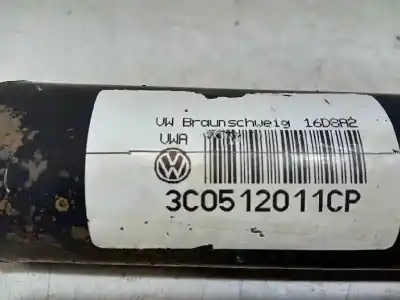 VW Braunschweig 16D8A2
VWA
3C0512011CP